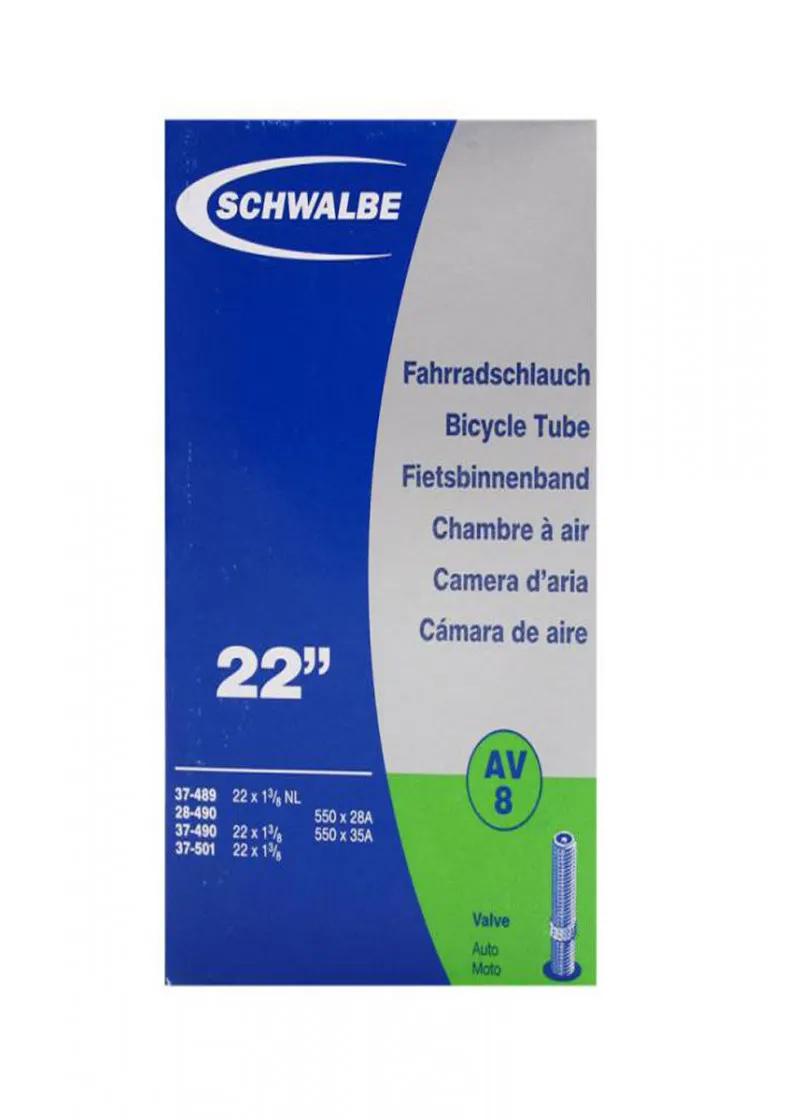 SCHWALBE
Fahrradschlauch
Bicycle Tube
Fietsbinnenband
Chambre à air
Camera d'aria
Cámara de aire
22”
AV
8
37-489 22 x 1³/₈ NL
28-490 550 x 28A
37-490 22 x 1³/₈ 550 x 35A
37-501 22 x 1³/₈
Valve
Auto
Moto